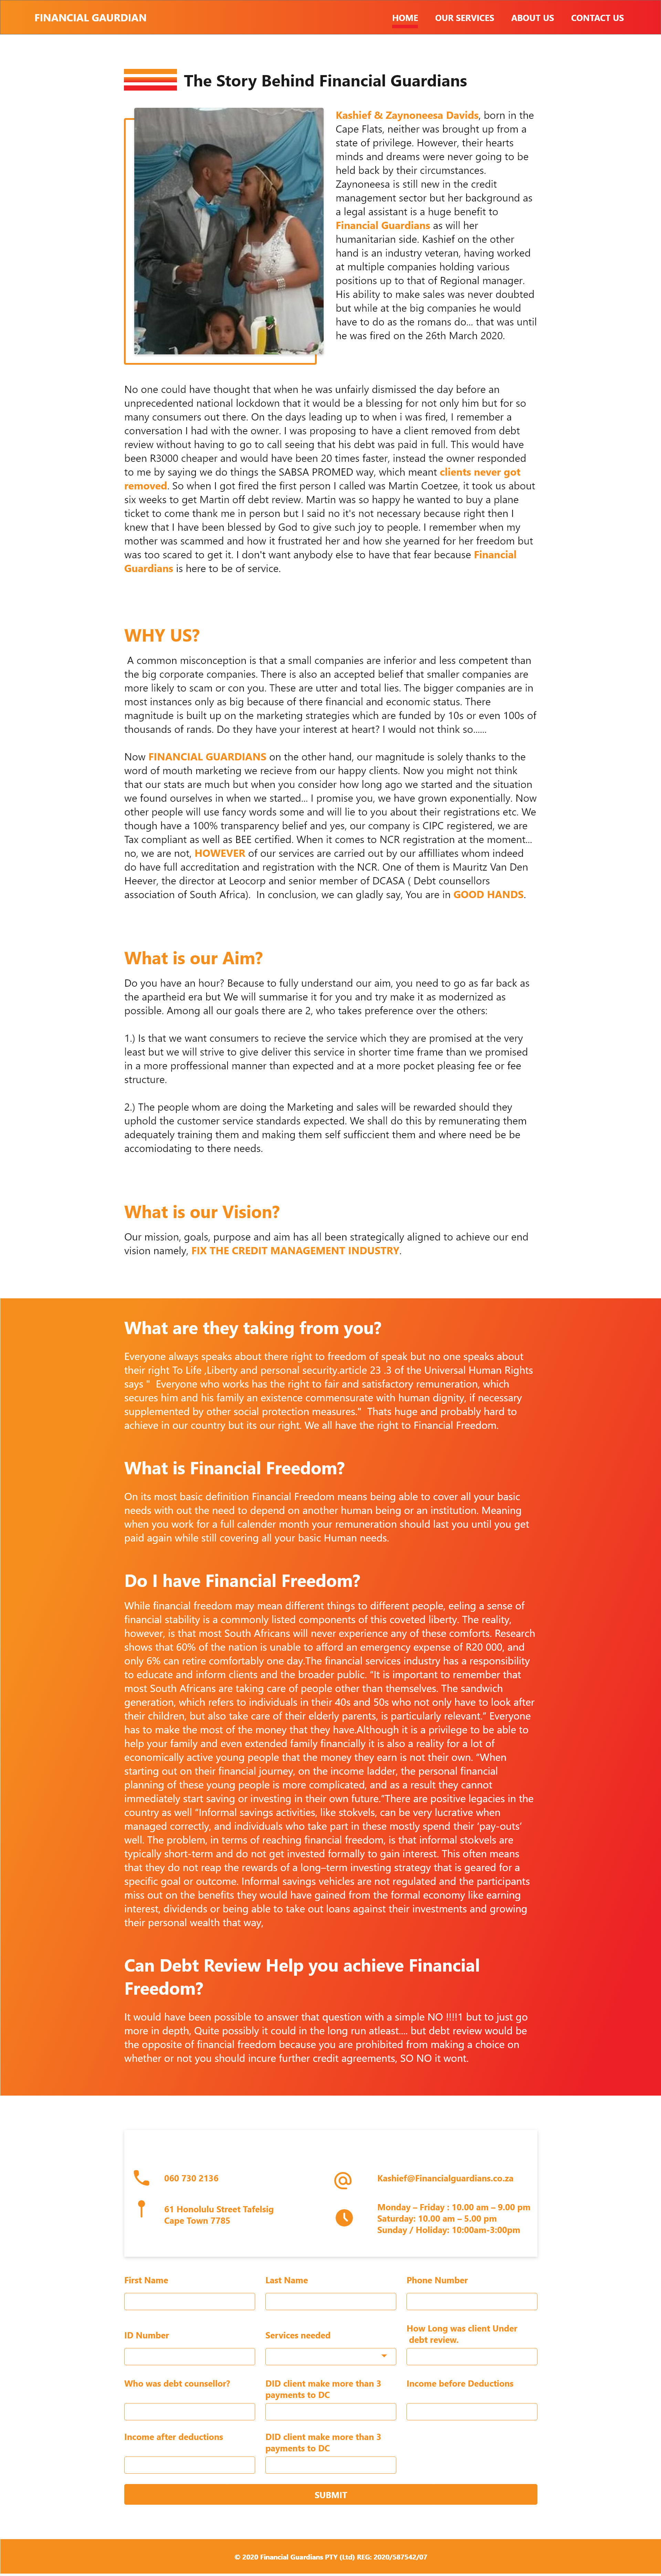 FINANCIAL GAURDIAN
HOME OUR SERVICES ABOUT US CONTACT US
The Story Behind Financial Guardians
Kashief & Zaynoneesa Davids, born in the
Cape Flats, neither was brought up from a
state of privilege. However, their hearts
minds and dreams were never going to be
held back by their circumstances.
Zaynoneesa is still new in the credit
management sector but her background as
a legal assistant is a huge benefit to
Financial Guardians as will her
humanitarian side. Kashief on the other
hand is an industry veteran, having worked
at multiple companies holding various
positions up to that of Regional manager.
His ability to make sales was never doubted
but while at the big companies he would
have to do as the romans do... that was until
he was fired on the 26th March 2020.
No one could have thought that when he was unfairly dismissed the day before an
unprecedented national lockdown that it would be a blessing for not only him but for so
many consumers out there. On the days leading up to when i was fired, I remember a
conversation I had with the owner. I was proposing to have a client removed from debt
review without having to go to call seeing that his debt was paid in full. This would have
been R3000 cheaper and would have been 20 times faster, instead the owner responded
to me by saying we do things the SABSA PROMED way, which meant clients never got
removed. So when I got fired the first person I called was Martin Coetzee, it took us about
six weeks to get Martin off debt review. Martin was so happy he wanted to buy a plane
ticket to come thank me in person but I said no it's not necessary because right then I
knew that I have been blessed by God to give such joy to people. I remember when my
mother was scammed and how it frustrated her and how she yearned for her freedom but
was too scared to get it. I don't want anybody else to have that fear because Financial
Guardians is here to be of service.
WHY US?
A common misconception is that a small companies are inferior and less competent than
the big corporate companies. There is also an accepted belief that smaller companies are
more likely to scam or con you. These are utter and total lies. The bigger companies are in
most instances only as big because of there financial and economic status. There
magnitude is built up on the marketing strategies which are funded by 10s or even 100s of
thousands of rands. Do they have your interest at heart? I would not think so......
Now FINANCIAL GUARDIANS on the other hand, our magnitude is solely thanks to the
word of mouth marketing we recieve from our happy clients. Now you might not think
that our stats are much but when you consider how long ago we started and the situation
we found ourselves in when we started... I promise you, we have grown exponentially. Now
other people will use fancy words some and will lie to you about their registrations etc. We
though have a 100% transparency belief and yes, our company is CIPC registered, we are
Tax compliant as well as BEE certified. When it comes to NCR registration at the moment...
no, we are not, HOWEVER of our services are carried out by our affilliates whom indeed
do have full accreditation and registration with the NCR. One of them is Mauritz Van Den
Heever, the director at Leocorp and senior member of DCASA ( Debt counsellors
association of South Africa). In conclusion, we can gladly say, You are in GOOD HANDS.
What is our Aim?
Do you have an hour? Because to fully understand our aim, you need to go as far back as
the apartheid era but We will summarise it for you and try make it as modernized as
possible. Among all our goals there are 2, who takes preference over the others:
1.) Is that we want consumers to recieve the service which they are promised at the very
least but we will strive to give deliver this service in shorter time frame than we promised
in a more proffessional manner than expected and at a more pocket pleasing fee or fee
structure.
2.) The people whom are doing the Marketing and sales will be rewarded should they
uphold the customer service standards expected. We shall do this by remunerating them
adequately training them and making them self sufficcient them and where need be be
accomiodating to there needs.
What is our Vision?
Our mission, goals, purpose and aim has all been strategically aligned to achieve our end
vision namely, FIX THE CREDIT MANAGEMENT INDUSTRY.
What are they taking from you?
Everyone always speaks about there right to freedom of speak but no one speaks about
their right To Life ,Liberty and personal security.article 23 .3 of the Universal Human Rights
says " Everyone who works has the right to fair and satisfactory remuneration, which
secures him and his family an existence commensurate with human dignity, if necessary
supplemented by other social protection measures." Thats huge and probably hard to
achieve in our country but its our right. We all have the right to Financial Freedom.
What is Financial Freedom?
On its most basic definition Financial Freedom means being able to cover all your basic
needs with out the need to depend on another human being or an institution. Meaning
when you work for a full calender month your remuneration should last you until you get
paid again while still covering all your basic Human needs.
Do I have Financial Freedom?
While financial freedom may mean different things to different people, eeling a sense of
financial stability is a commonly listed components of this coveted liberty. The reality,
however, is that most South Africans will never experience any of these comforts. Research
shows that 60% of the nation is unable to afford an emergency expense of R20 000, and
only 6% can retire comfortably one day.The financial services industry has a responsibility
to educate and inform clients and the broader public. "It is important to remember that
most South Africans are taking care of people other than themselves. The sandwich
generation, which refers to individuals in their 40s and 50s who not only have to look after
their children, but also take care of their elderly parents, is particularly relevant." Everyone
has to make the most of the money that they have.Although it is a privilege to be able to
help your family and even extended family financially it is also a reality for a lot of
economically active young people that the money they earn is not their own. "When
starting out on their financial journey, on the income ladder, the personal financial
planning of these young people is more complicated, and as a result they cannot
immediately start saving or investing in their own future."There are positive legacies in the
country as well "Informal savings activities, like stokvels, can be very lucrative when
managed correctly, and individuals who take part in these mostly spend their ‘pay-outs’
well. The problem, in terms of reaching financial freedom, is that informal stokvels are
typically short-term and do not get invested formally to gain interest. This often means
that they do not reap the rewards of a long–term investing strategy that is geared for a
specific goal or outcome. Informal savings vehicles are not regulated and the participants
miss out on the benefits they would have gained from the formal economy like earning
interest, dividends or being able to take out loans against their investments and growing
their personal wealth that way,
Can Debt Review Help you achieve Financial
Freedom?
It would have been possible to answer that question with a simple NO !!!!1 but to just go
more in depth, Quite possibly it could in the long run atleast.... but debt review would be
the opposite of financial freedom because you are prohibited from making a choice on
whether or not you should incure further credit agreements, SO NO it wont.
060 730 2136
Kashief@Financialguardians.co.za
61 Honolulu Street Tafelsig
Cape Town 7785
Monday – Friday : 10.00 am – 9.00 pm
Saturday: 10.00 am – 5.00 pm
Sunday / Holiday: 10:00am-3:00pm
First Name Last Name Phone Number
ID Number Services needed How Long was client Under
debt review.
Who was debt counsellor? DID client make more than 3
payments to DC
Income before Deductions
Income after deductions DID client make more than 3
payments to DC
SUBMIT
© 2020 Financial Guardians PTY (Ltd) REG: 2020/587542/07